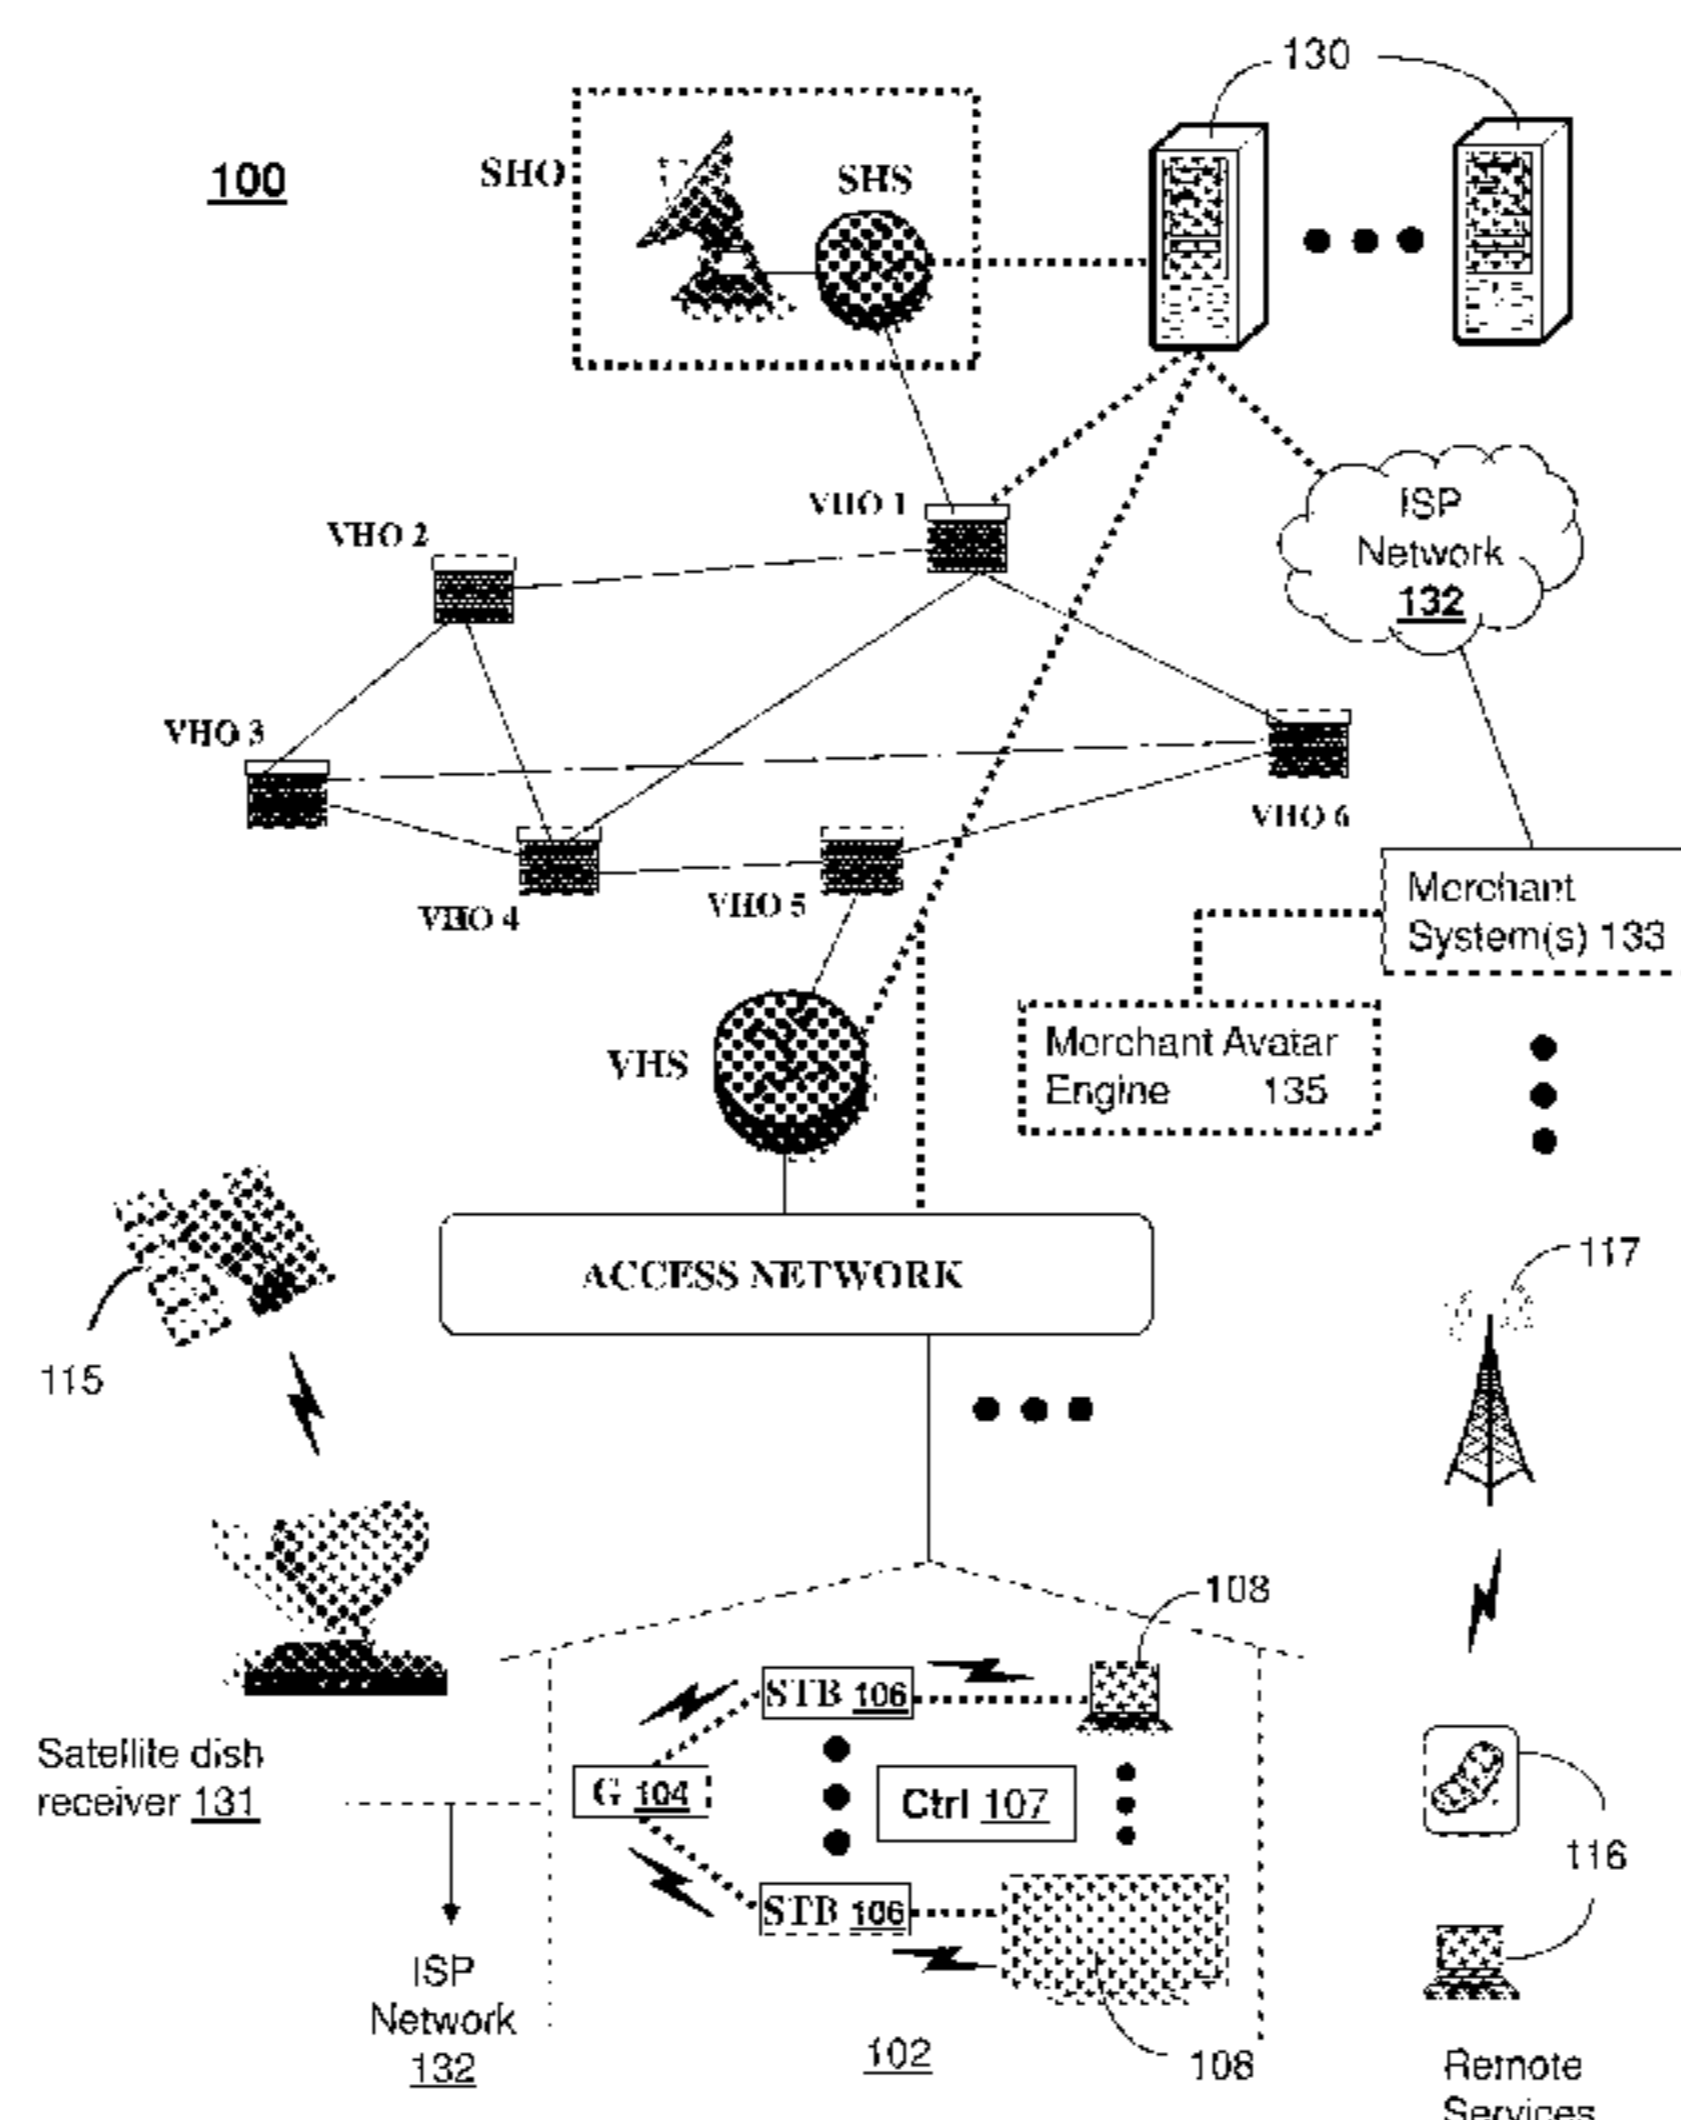 130
100
SHO
SHS
VHO 1
VHO 2
ISP
Network
132
VHO 3
VHO 6
VHO 4
VHO 5
Merchant
System(s) 133
VHS
Merchant Avatar
Engine 135
117
ACCESS NETWORK
115
108
STB 106
Satellite dish
receiver 131
G 104
Ctrl 107
116
STB 106
ISP
Network
132
102
108
Remote
Services